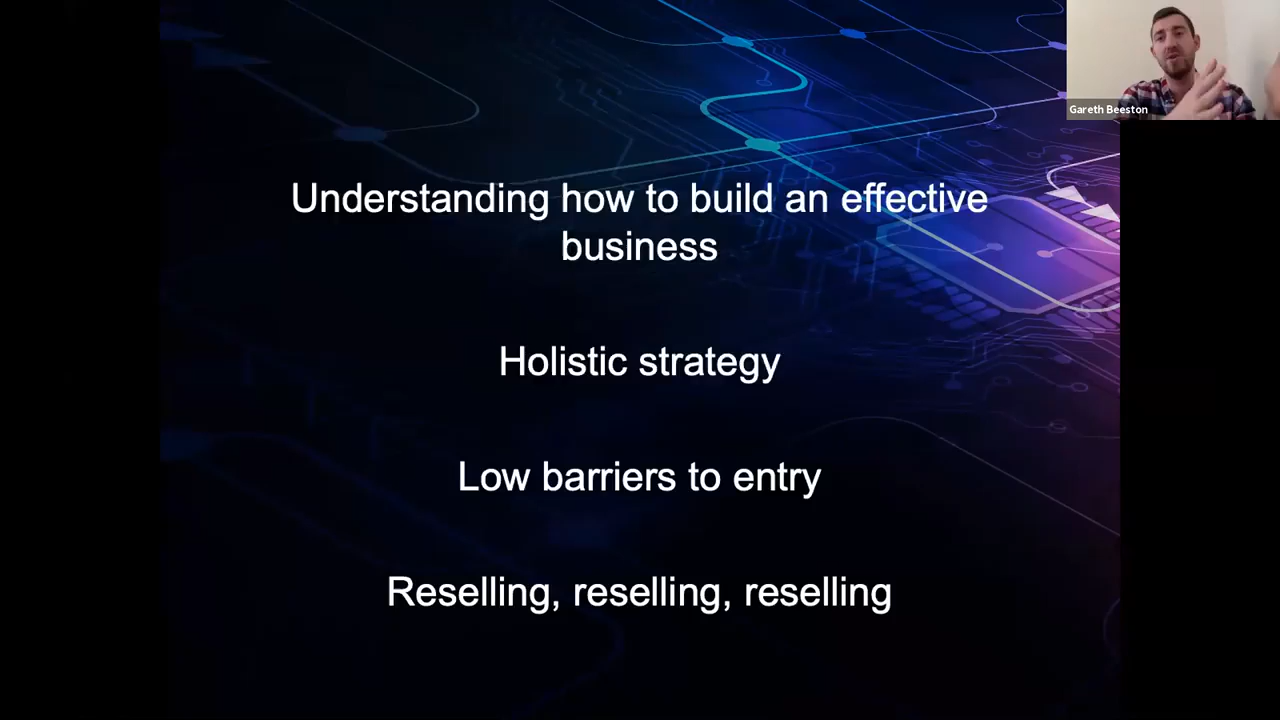 Gareth Beeston
Understanding how to build an effective
business
Holistic strategy
Low barriers to entry
Reselling, reselling, reselling